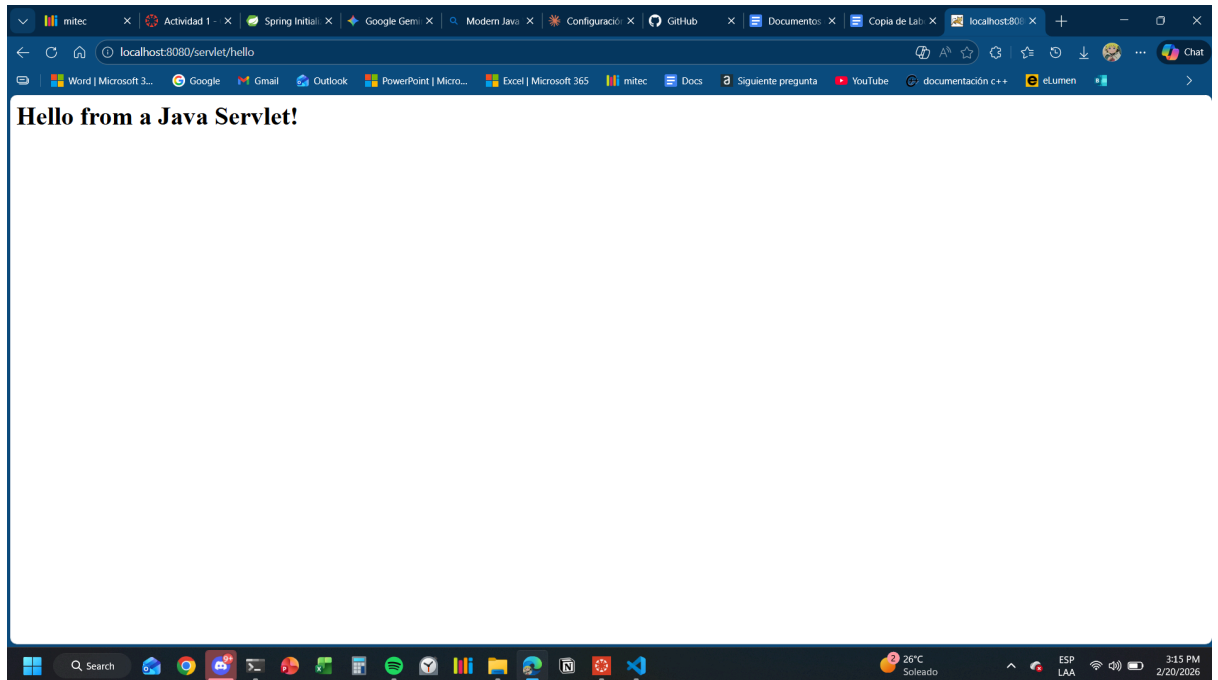 mitec
Actividad 1 -
Spring Initiali
Google Gemi
Modern Java
Configuració
GitHub
Documentos
Copia de Lab
localhost:808
localhost:8080/servlet/hello
Chat
Word | Microsoft 3...
Google
Gmail
Outlook
PowerPoint | Micro...
Excel | Microsoft 365
mitec
Docs
Siguiente pregunta
YouTube
documentación c++
eLumen
Hello from a Java Servlet!
Search
2
26°C
Soleado
ESP
LAA
3:15 PM
2/20/2026